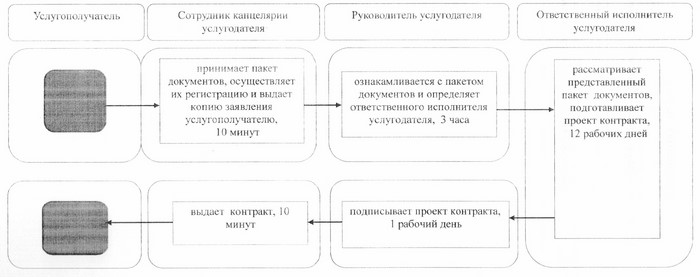 Услугополучатель
Сотрудник канцелярии
услугодателя
Руководитель услугодателя
Ответственный исполнитель
услугодателя
принимает пакет
документов, осуществляет
их регистрацию и выдает
копию заявления
услугополучателю,
10 минут
ознакамливается с пакетом
документов и определяет
ответственного исполнителя
услугодателя, 3 часа
рассматривает
представленный
пакет документов,
подготавливает
проект контракта,
12 рабочих дней
выдает контракт, 10
минут
подписывает проект контракта,
1 рабочий день